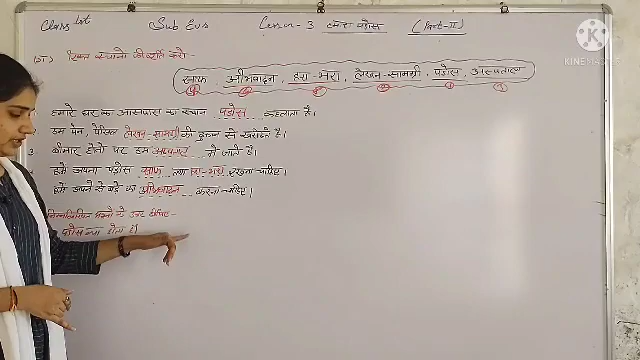 Class 1st Sub Evs Lesson-3 हमारा पड़ोस (Part-II)
रिक्त स्थानों की पूर्ति करो:-
साफ, अभिवादन, हरा-भरा, लेखन-सामग्री, पड़ोस, अस्पताल
हमारे घर का आसपास का स्थान पड़ोस कहलाता है।
हम पेन, पेंसिल लेखन-सामग्री की दुकान से खरीदते है।
3. बीमार होने पर हम अस्पताल को जाते है।
हमें अपना पड़ोस साफ तथा हरा-भरा रखना चाहिए।
हमें अपने से बड़े का अभिवादन करना चाहिए।
निम्नलिखित प्रश्नों के उत्तर दीजिए-
पड़ोस क्या होता है।
KINEMASTER